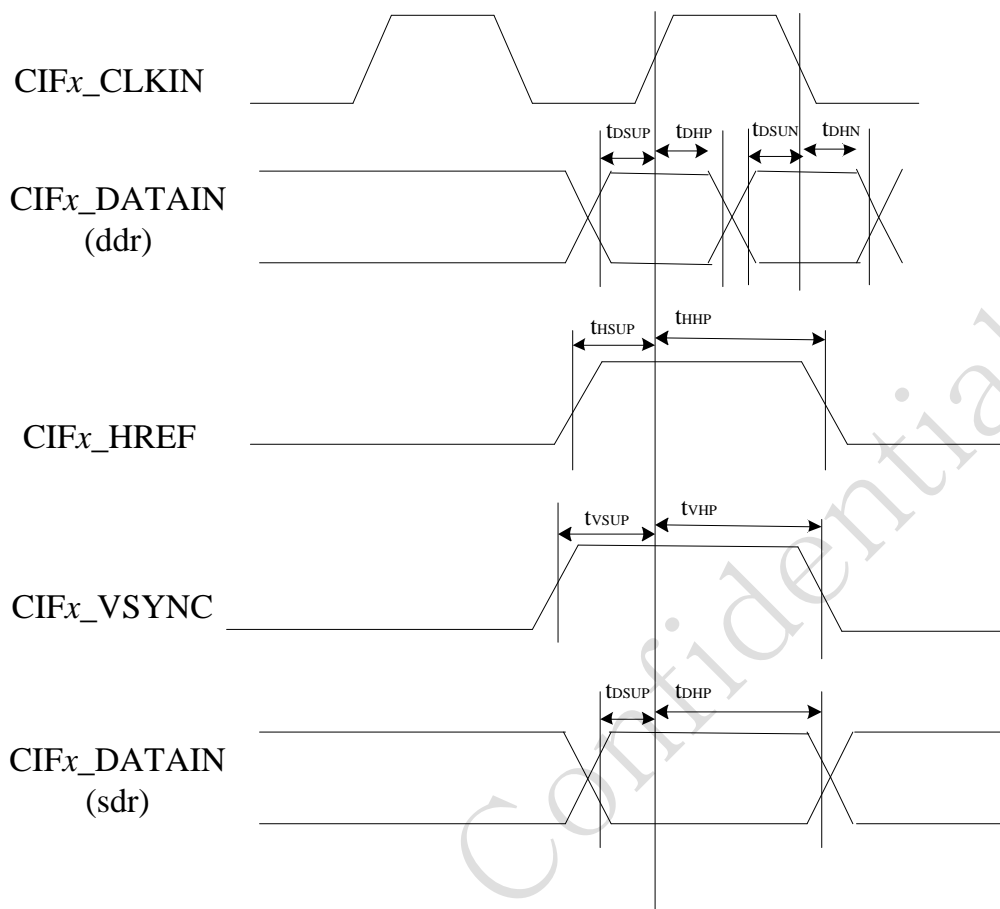 CIFx_CLKIN
tDSUP tDHP tDSUN tDHN
CIFx_DATAIN
(ddr)
tHSUP tHHP
CIFx_HREF
tVSUP tVHP
CIFx_VSYNC
tDSUP tDHP
CIFx_DATAIN
(sdr)
Confidential